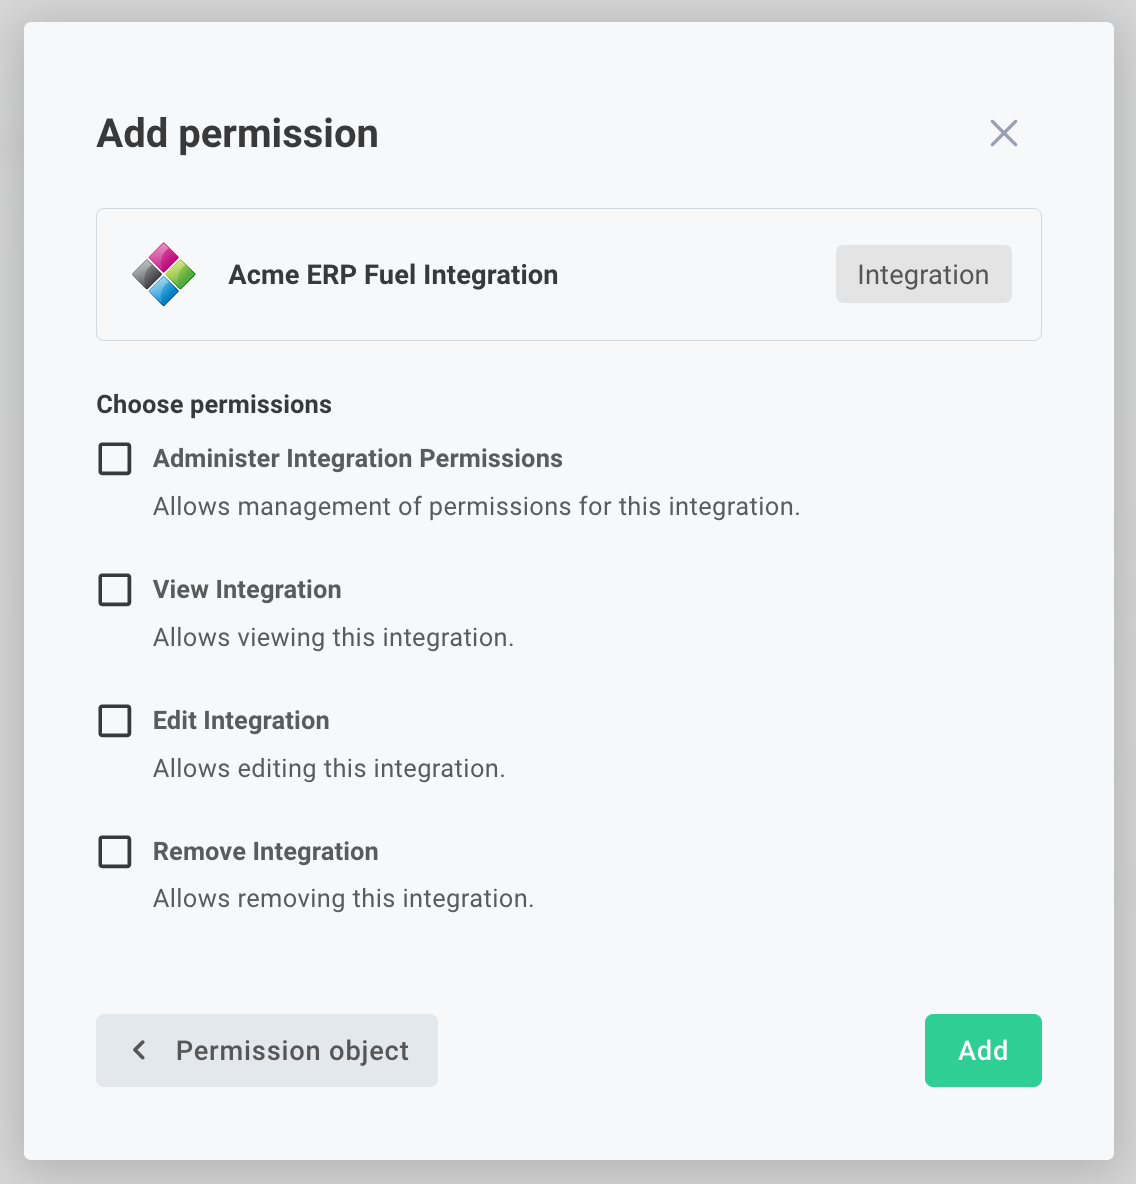 Add permission
Acme ERP Fuel Integration
Integration
Choose permissions
Administer Integration Permissions
Allows management of permissions for this integration.
View Integration
Allows viewing this integration.
Edit Integration
Allows editing this integration.
Remove Integration
Allows removing this integration.
Permission object
Add